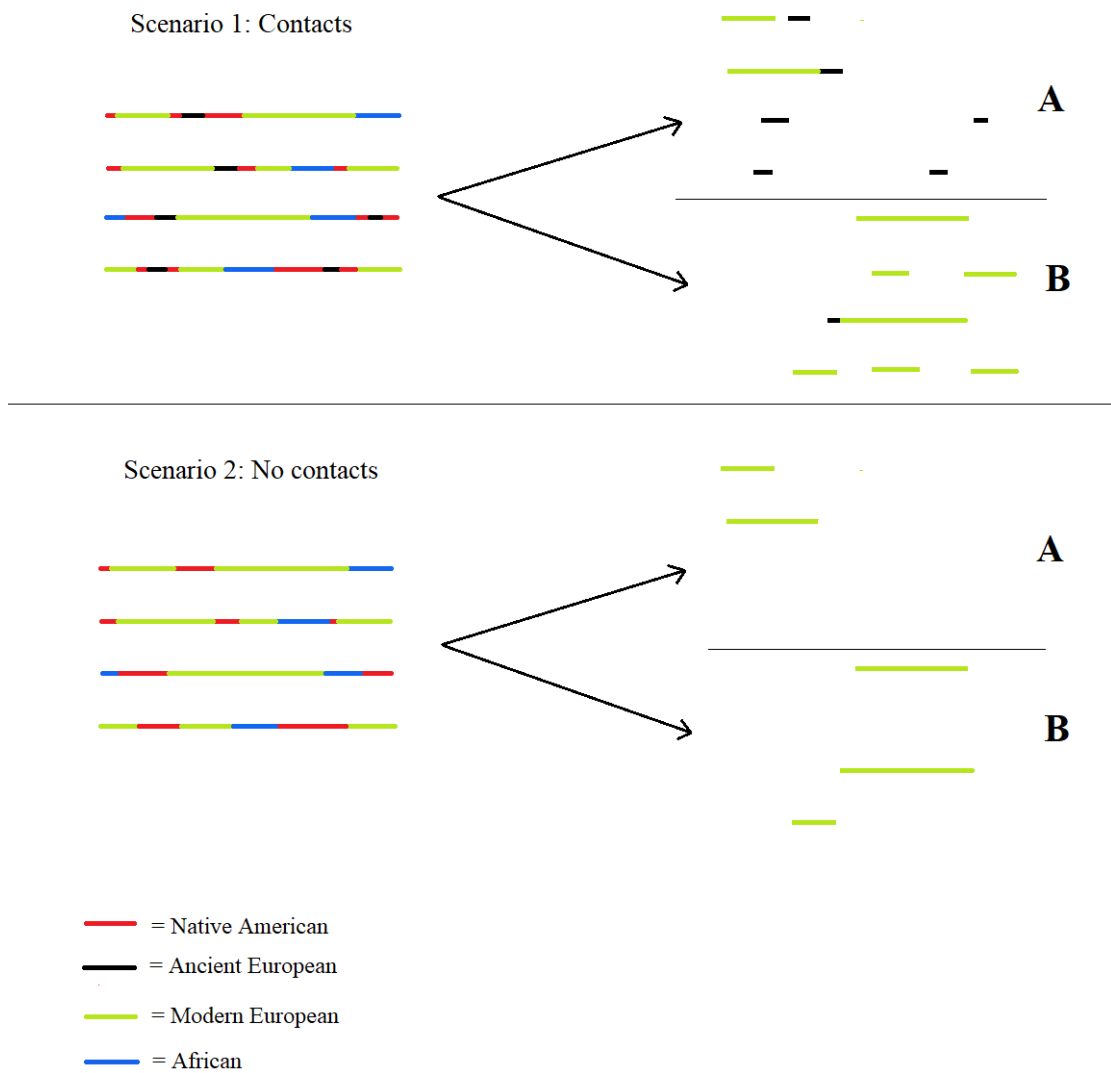 Scenario 1: Contacts
A
B
Scenario 2: No contacts
A
B
= Native American
= Ancient European
= Modern European
= African